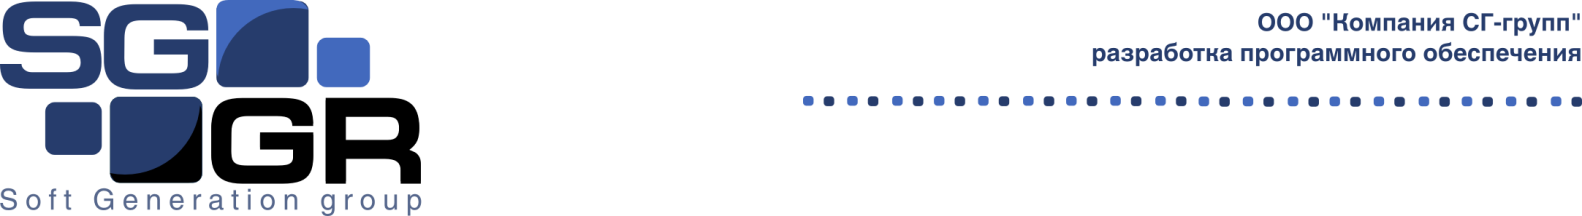 SG
GR
Soft Generation group
ООО "Компания СГ-групп"
разработка программного обеспечения